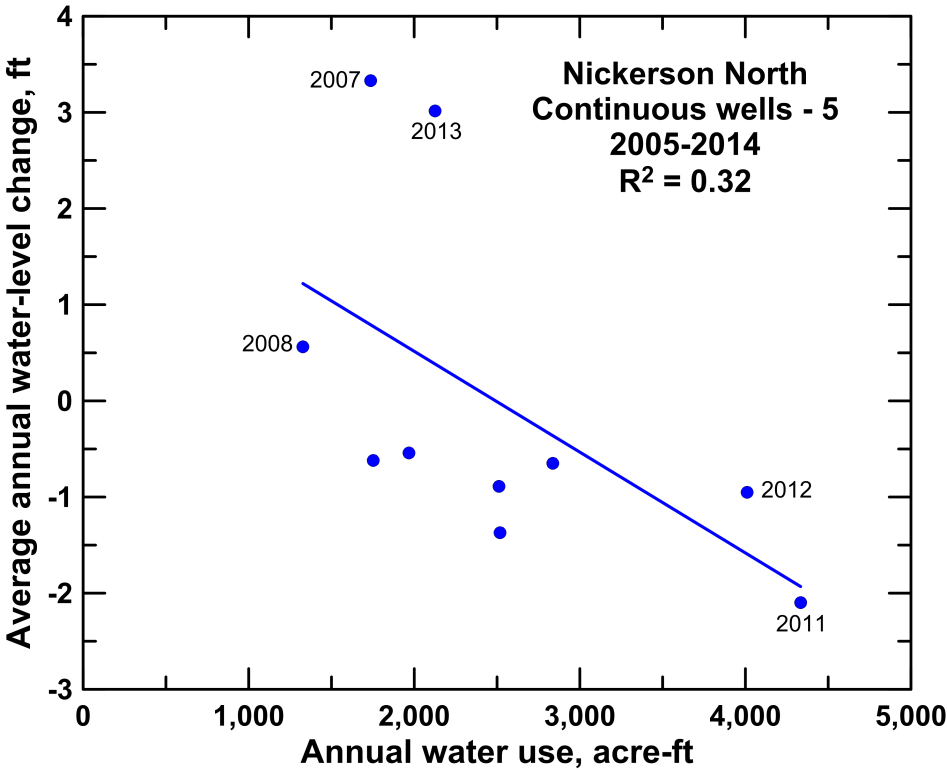 Nickerson North
Continuous wells - 5
2005-2014
R² = 0.32
2007
2013
2008
2012
2011
4
3
2
1
0
-1
-2
-3
0 1,000 2,000 3,000 4,000 5,000
Average annual water-level change, ft
Annual water use, acre-ft